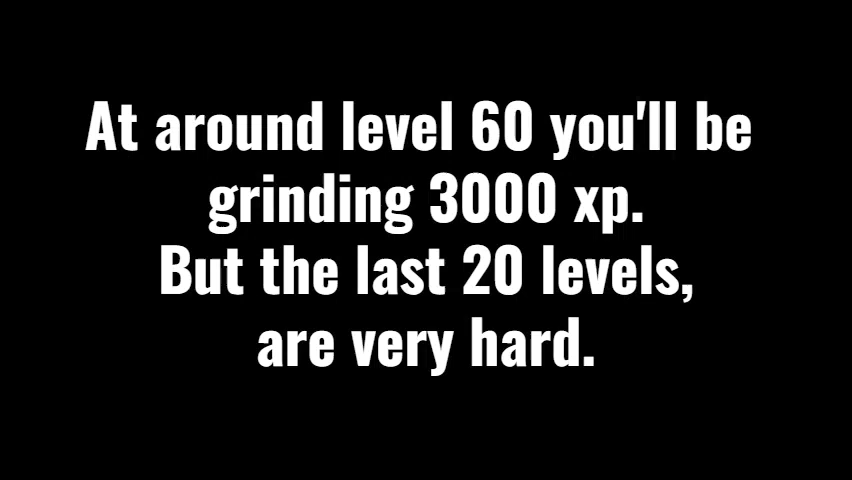 At around level 60 you'll be
grinding 3000 xp.
But the last 20 levels,
are very hard.